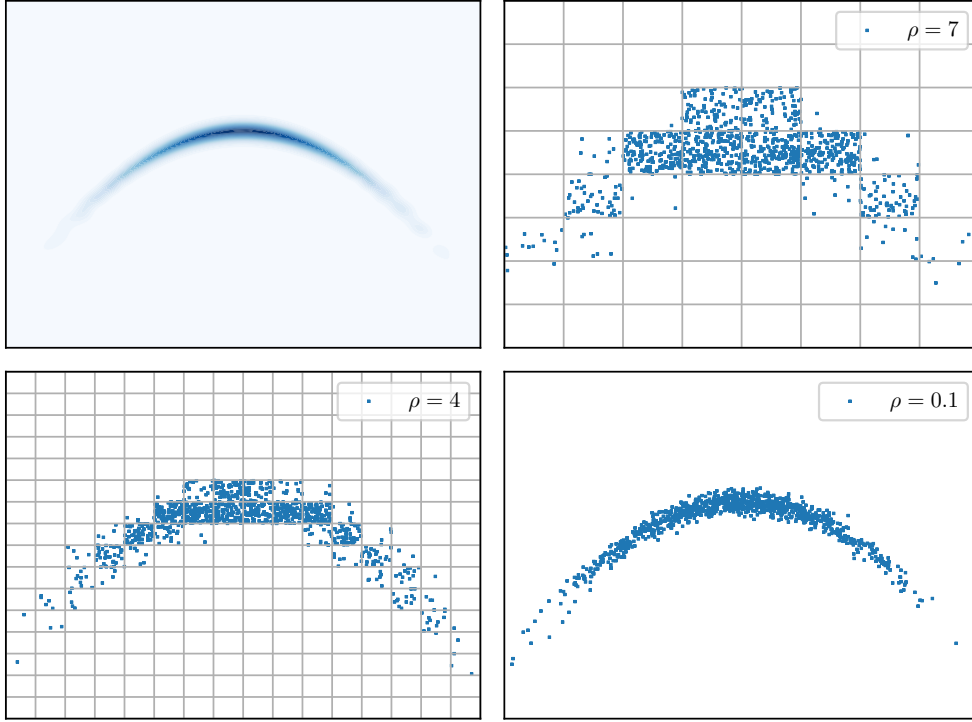 ρ = 7
ρ = 4
ρ = 0.1